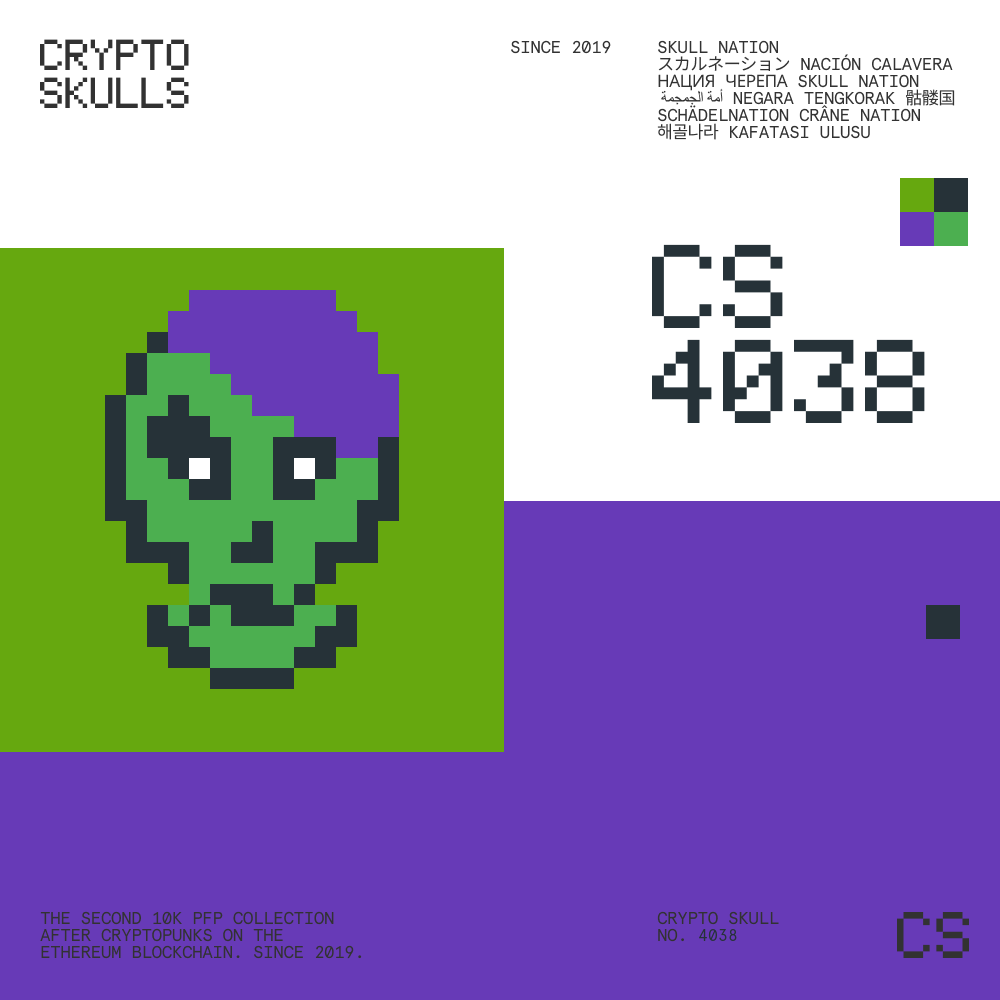 CRYPTO
SKULLS
SINCE 2019
SKULL NATION
スカルネーション NACIÓN CALAVERA
НАЦИЯ ЧЕРЕПА SKULL NATION
أمة الجمجمة NEGARA TENGKORAK 骷髅国
SCHÄDELNATION CRÂNE NATION
해골나라 KAFATASI ULUSU
CS
4038
THE SECOND 10K PFP COLLECTION
AFTER CRYPTOPUNKS ON THE
ETHEREUM BLOCKCHAIN. SINCE 2019.
CRYPTO SKULL
NO. 4038
CS